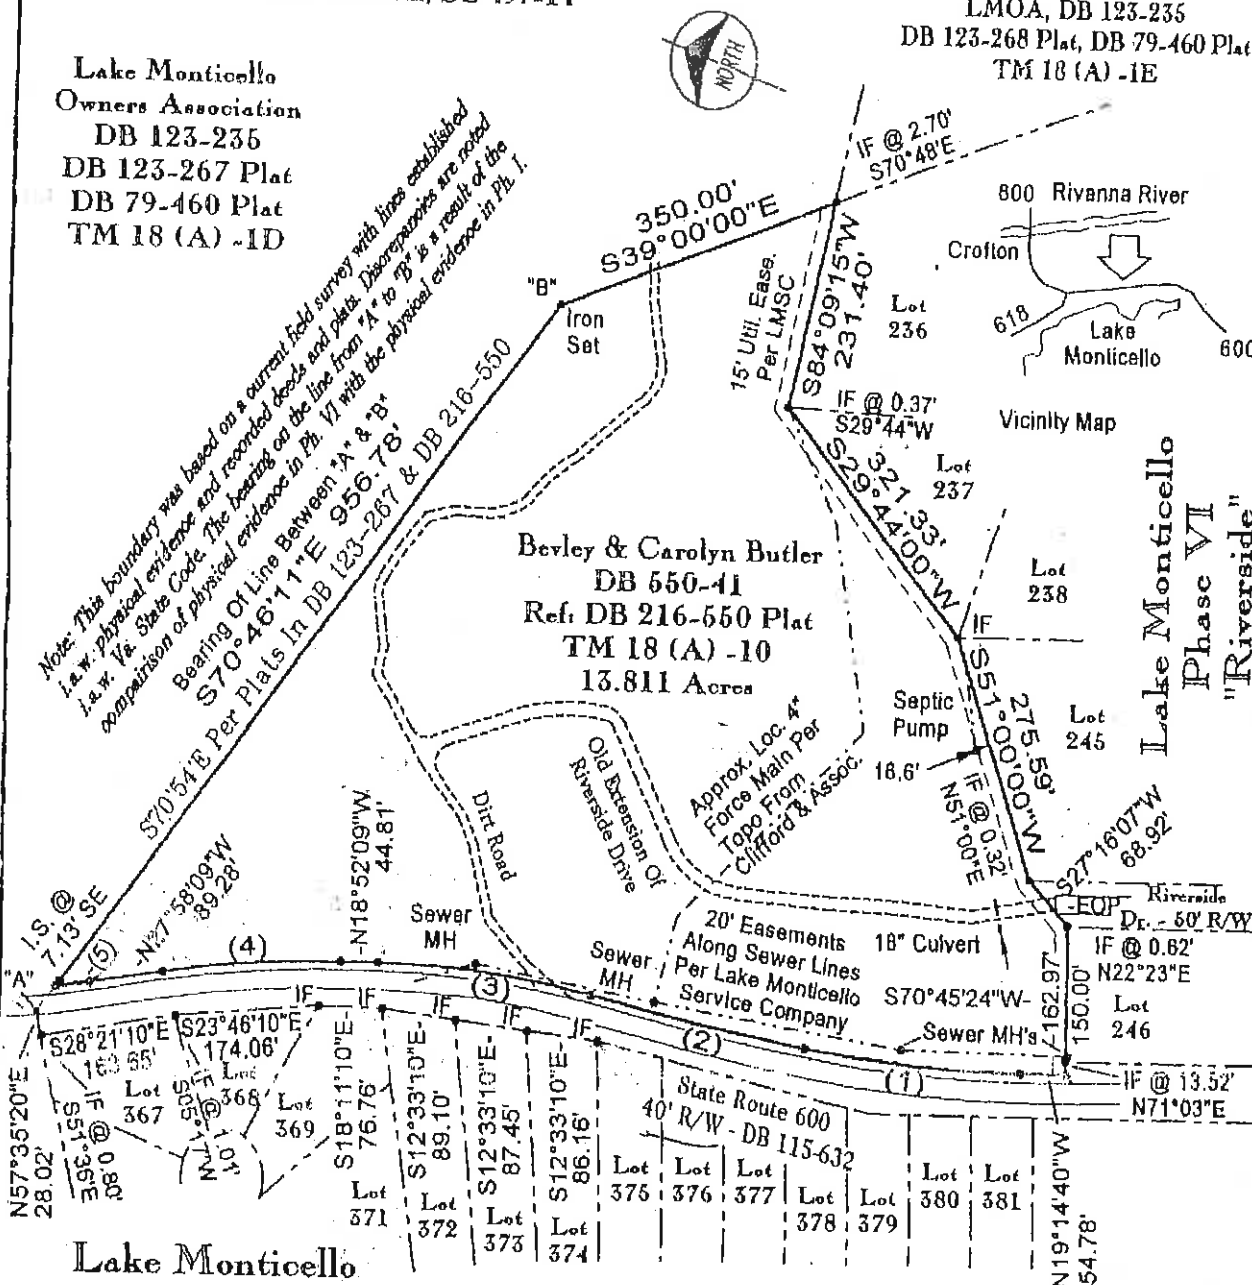 LMOA, DB 123-235
DB 123-268 Plat, DB 79-460 Plat
TM 18 (A) -1E
NORTH
Lake Monticello
Owners Association
DB 123-235
DB 123-267 Plat
DB 79-460 Plat
TM 18 (A) -1D
Note: This boundary was based on a current field survey with lines established
i.a.w. physical evidence and recorded deeds and plats. Discrepancies are noted
i.a.w. Va. State Code. The bearing on the line from "A" to "B" is a result of the
compairison of physical evidence in Ph. VI with the physical evidence in Ph. I.
Bearing Of Line Between "A" & "B"
S70°46'11"E 956.78'
S70°54'E Per Plats In DB 123-267 & DB 216-550
"B"
Iron
Set
350.00'
S39°00'00"E
IF @ 2.70'
S70°48'E
15' Util. Ease.
Per LMSC
S84°09'15"W
231.40'
Lot
236
800 Rivanna River
Crofton
618
Lake
Monticello
600
Vicinity Map
IF @ 0.37'
S29°44'W
321.33'
S29°44'00"W
Lot
237
Lot
238
IF
Lake Monticello
Phase VI
"Riverside"
Bevley & Carolyn Butler
DB 550-41
Ref: DB 216-550 Plat
TM 18 (A) -10
13.811 Acres
Septic
Pump
18.6'
275.59'
S51°00'00"W
IF @ 0.32'
N51°00'E
Lot
245
S27°16'07"W
68.92'
Approx. Loc. 4"
Force Main Per
Topo From
Clifford & Assoc.
Old Extension Of
Riverside Drive
Dirt Road
EOP
Riverside
Dr. - 50' R/W
IF @ 0.62'
N22°23'E
Lot
246
18" Culvert
S70°45'24"W-
162.97'
150.00'
20' Easements
Along Sewer Lines
Per Lake Monticello
Service Company
Sewer
MH
Sewer
MH
Sewer MH's
IF @ 13.52'
N71°03'E
I.S. @
7.13' SE
"A"
(5)
N27°58'09"W
89.28'
(4)
N18°52'09"W
44.81'
(3)
(2)
(1)
State Route 600
40' R/W - DB 115-632
N57°35'20"E
28.02'
S28°21'10"E
163.65'
S23°46'10"E
174.06'
IF
IF
IF
IF
IF
IF @ 0.80'
S51°39'E
IF @ 1.01'
S05°17'W
S18°11'10"E-
76.76'
S12°33'10"E-
89.10'
S12°33'10"E-
87.45'
S12°33'10"E-
86.16'
N19°14'40"W
54.78'
Lot
367
Lot
368
Lot
369
Lot
371
Lot
372
Lot
373
Lot
374
Lot
375
Lot
376
Lot
377
Lot
378
Lot
379
Lot
380
Lot
381
Lake Monticello